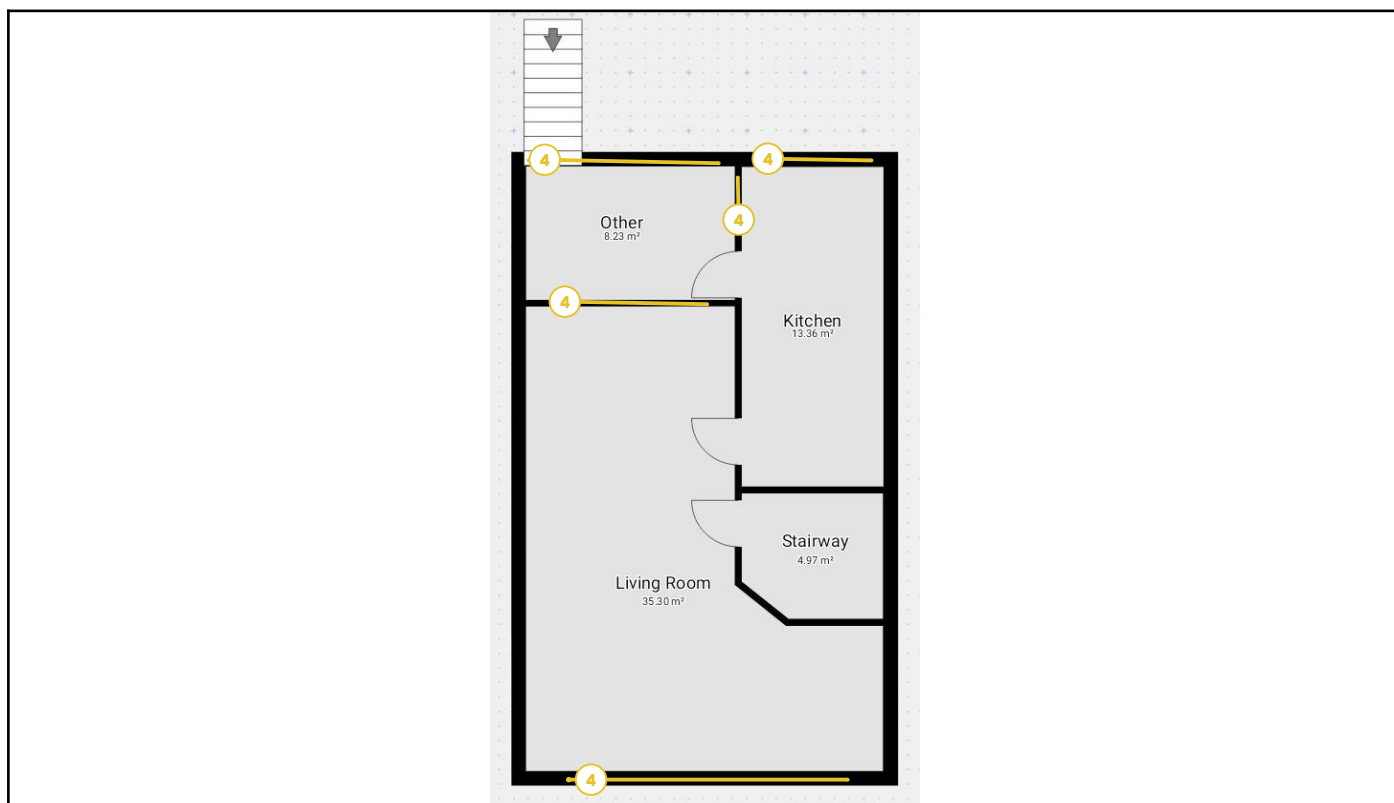 4
4
4
Other
8.23 m²
4
Kitchen
13.36 m²
Stairway
4.97 m²
Living Room
35.30 m²
4